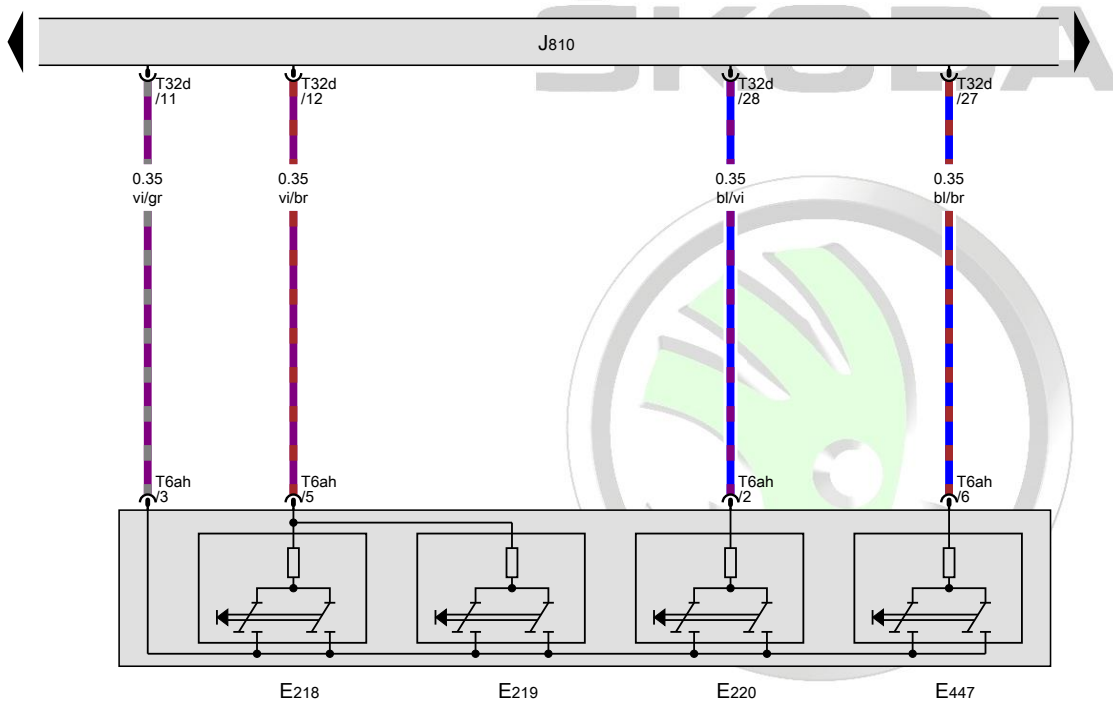 ŠKODA
J810
T32d
/11
T32d
/12
T32d
/28
T32d
/27
0.35
vi/gr
0.35
vi/br
0.35
bl/vi
0.35
bl/br
T6ah
/3
T6ah
/5
T6ah
/2
T6ah
/6
E218
E219
E220
E447